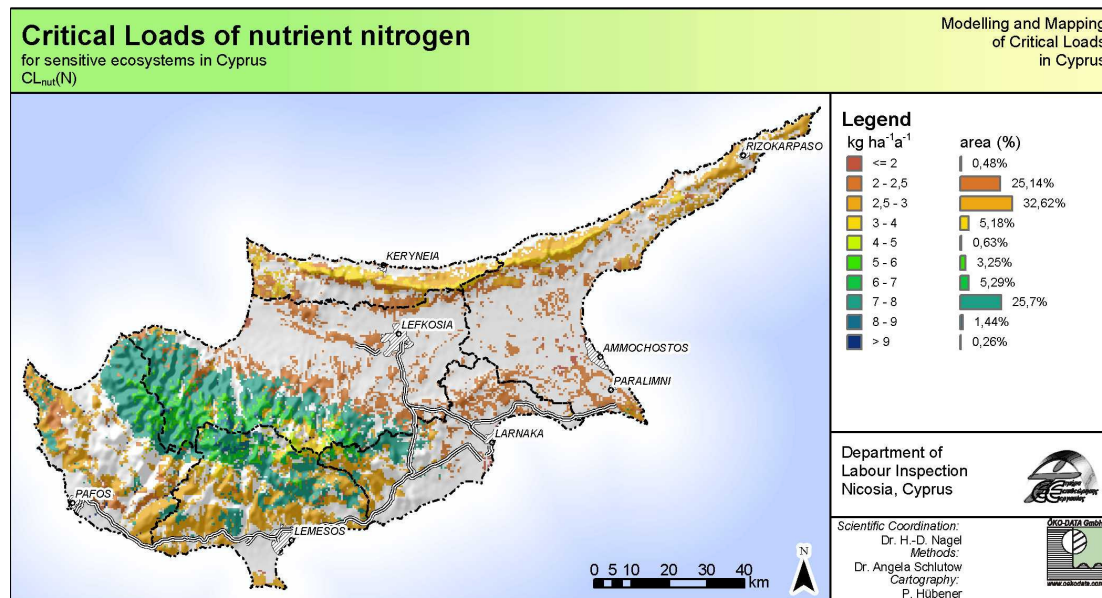 Critical Loads of nutrient nitrogen
for sensitive ecosystems in Cyprus
CLnut(N)
Modelling and Mapping
of Critical Loads
in Cyprus
RIZOKARPASO
KERYNEIA
LEFKOSIA
AMMOCHOSTOS
PARALIMNI
LARNAKA
PAFOS
LEMESOS
0 5 10 20 30 40
km
N
Legend
kg ha-1a-1 area (%)
<= 2 0,48%
2 - 2,5 25,14%
2,5 - 3 32,62%
3 - 4 5,18%
4 - 5 0,63%
5 - 6 3,25%
6 - 7 5,29%
7 - 8 25,7%
8 - 9 1,44%
> 9 0,26%
Department of
Labour Inspection
Nicosia, Cyprus
Scientific Coordination:
Dr. H.-D. Nagel
Methods:
Dr. Angela Schlutow
Cartography:
P. Hübener
ÖKO-DATA GmbH
www.oekodata.com